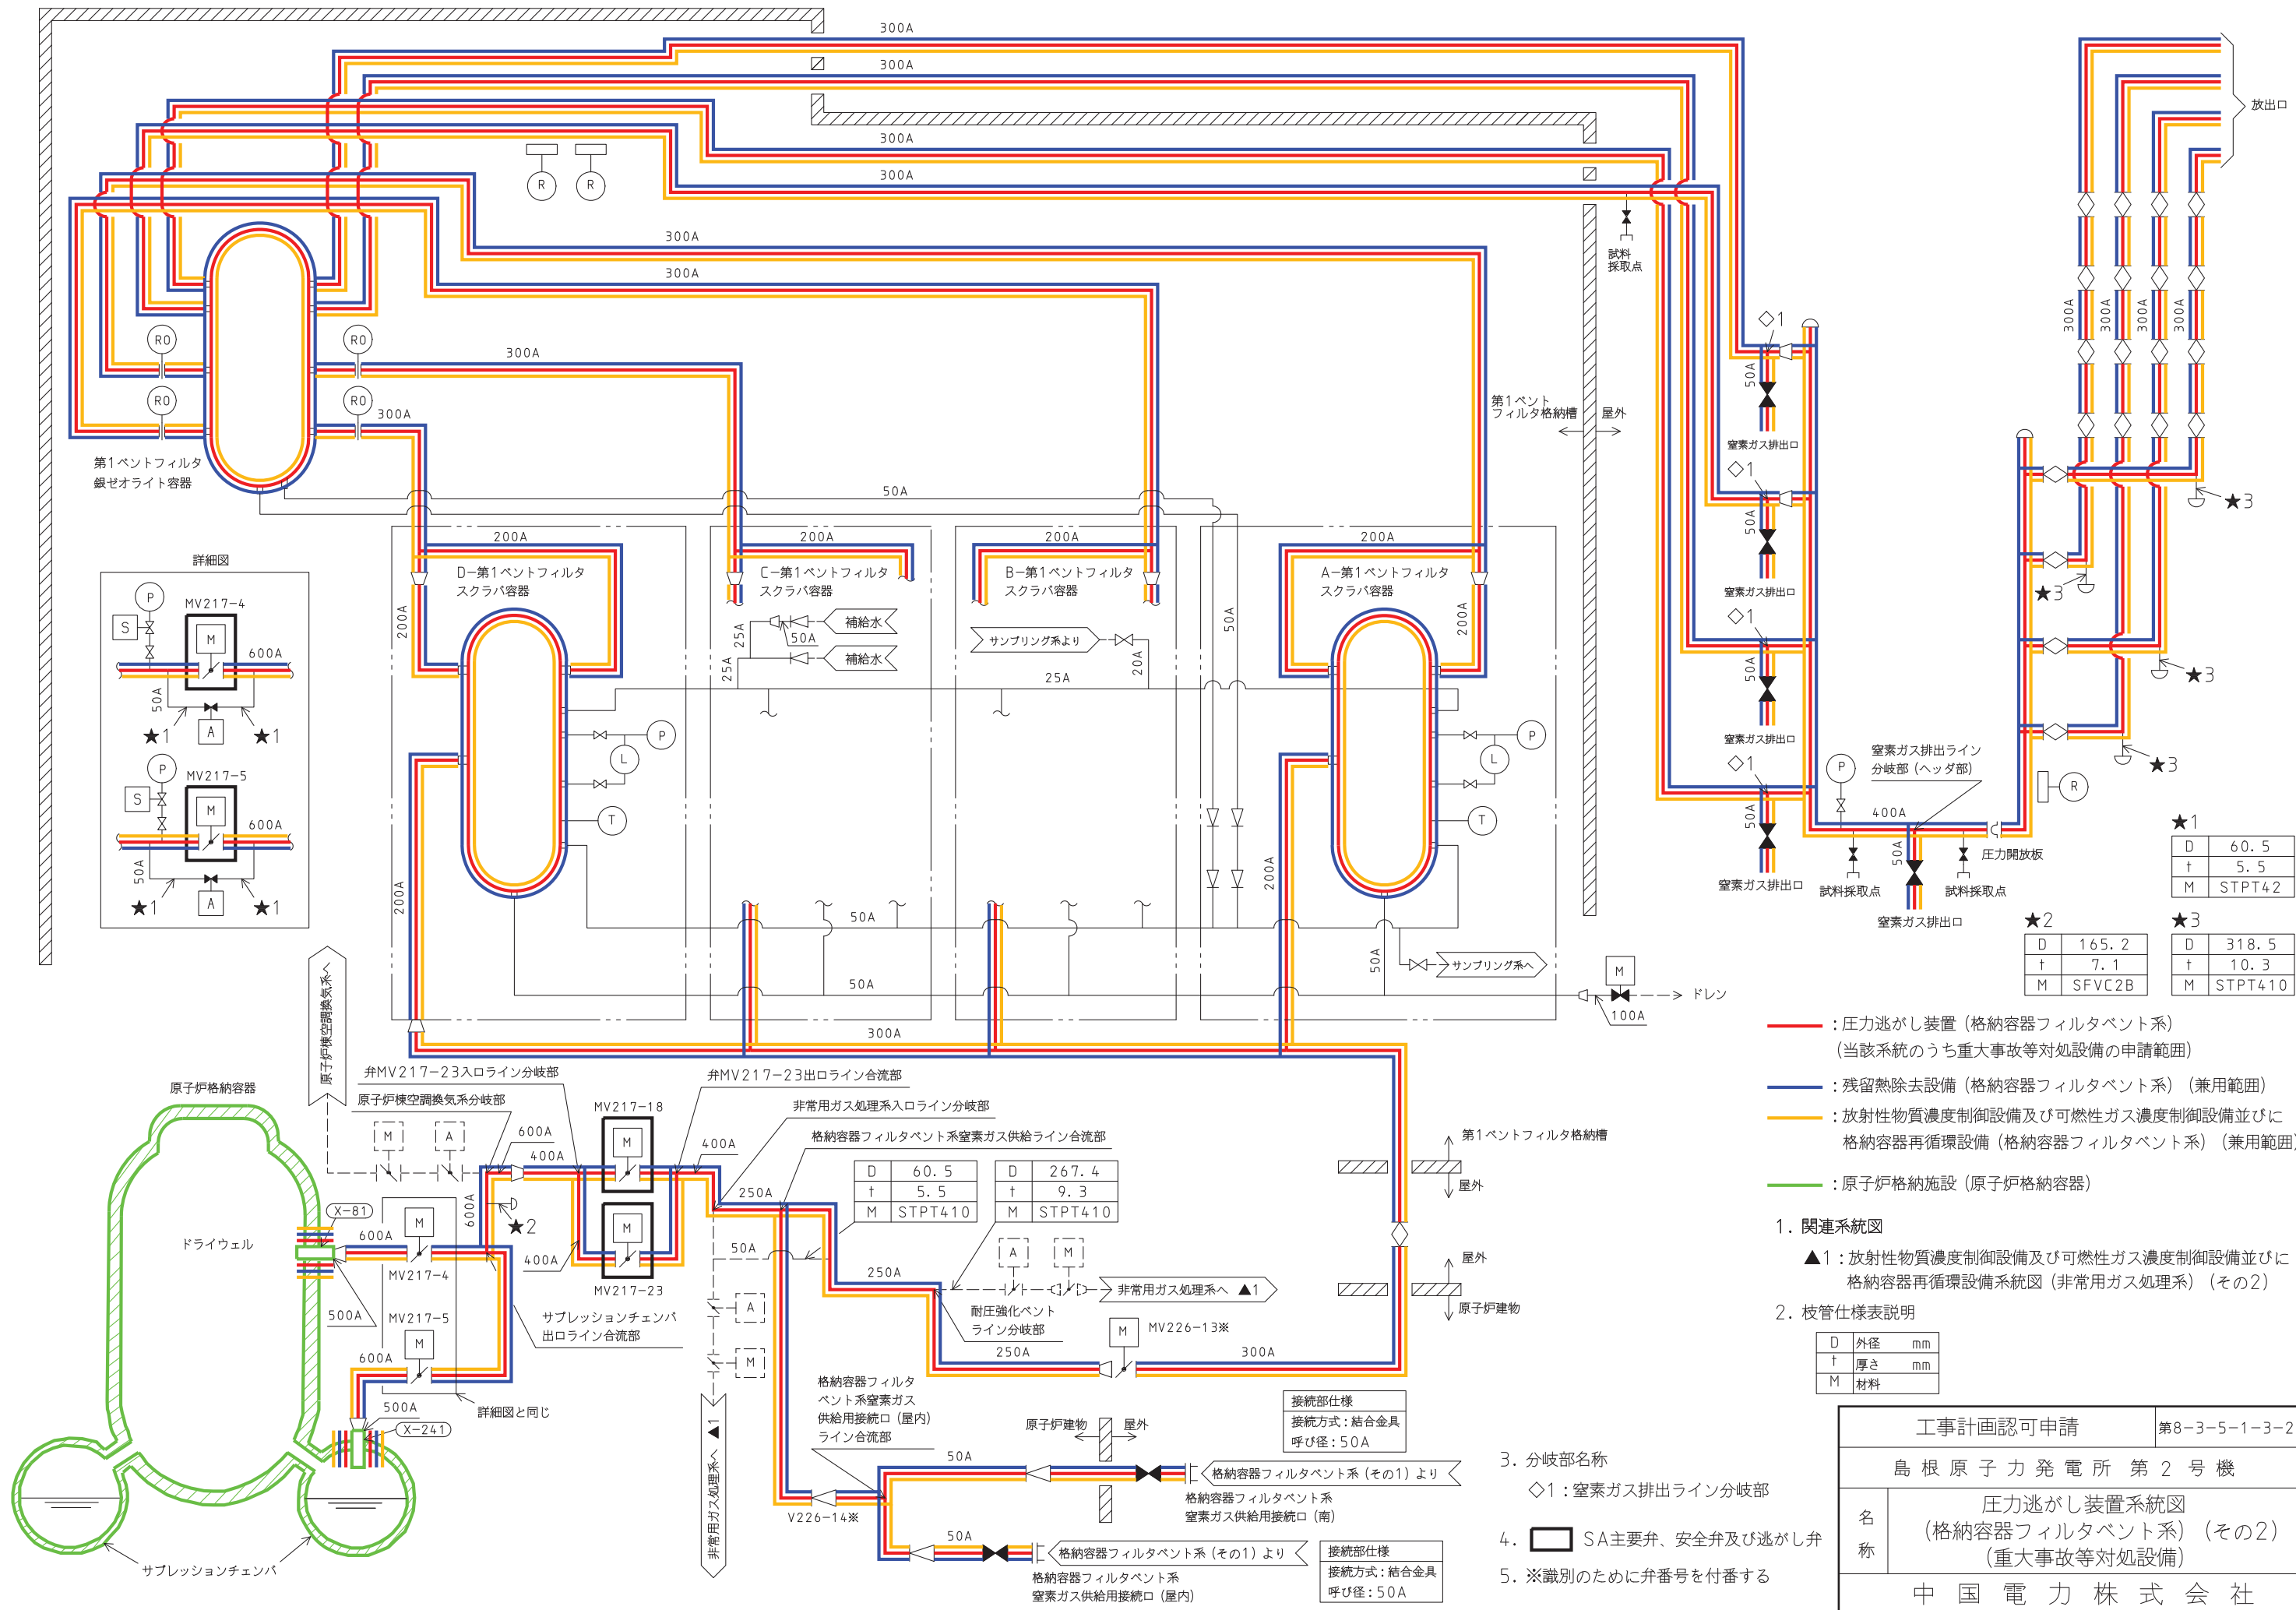 300A
300A
300A
300A
放出口
R
R
300A
300A
試料
採取点
300A
300A
300A
300A
RO
RO
RO
RO
300A
300A
第1ベントフィルタ
銀ゼオライト容器
第1ベント
フィルタ格納槽
屋外
50A
◇1
50A
窒素ガス排出口
◇1
50A
窒素ガス排出口
◇1
50A
窒素ガス排出口
◇1
50A
窒素ガス排出口
★3
★3
★3
★3
200A
200A
200A
200A
D−第1ベントフィルタ
スクラバ容器
C−第1ベントフィルタ
スクラバ容器
B−第1ベントフィルタ
スクラバ容器
A−第1ベントフィルタ
スクラバ容器
200A
25A
50A
補給水
補給水
25A
サンプリング系より
20A
50A
200A
25A
P
L
T
P
L
T
詳細図
P
S
MV217-4
M
600A
50A
★1
A
★1
P
S
MV217-5
M
600A
50A
★1
A
★1
窒素ガス排出ライン
分岐部(ヘッダ部)
P
400A
R
50A
圧力開放板
試料採取点
試料採取点
窒素ガス排出口
200A
200A
50A
50A
50A
サンプリング系へ
M
ドレン
100A
★1
D 60.5
t 5.5
M STPT42
★2
D 165.2
t 7.1
M SFVC2B
★3
D 318.5
t 10.3
M STPT410
300A
:圧力逃がし装置(格納容器フィルタベント系)
(当該系統のうち重大事故等対処設備の申請範囲)
:残留熱除去設備(格納容器フィルタベント系)(兼用範囲)
:放射性物質濃度制御設備及び可燃性ガス濃度制御設備並びに
格納容器再循環設備(格納容器フィルタベント系)(兼用範囲)
:原子炉格納施設(原子炉格納容器)
1. 関連系統図
▲1:放射性物質濃度制御設備及び可燃性ガス濃度制御設備並びに
格納容器再循環設備系統図(非常用ガス処理系)(その2)
2. 枝管仕様表説明
D 外径 mm
t 厚さ mm
M 材料
原子炉棟空調換気系へ
原子炉格納容器
弁MV217-23入口ライン分岐部
原子炉棟空調換気系分岐部
弁MV217-23出口ライン合流部
非常用ガス処理系入口ライン分岐部
格納容器フィルタベント系窒素ガス供給ライン合流部
MV217-18
M
A
600A
400A
M
400A
D 60.5
t 5.5
M STPT410
D 267.4
t 9.3
M STPT410
250A
第1ベントフィルタ格納槽
屋外
屋外
原子炉建物
X-81
600A
★2
M
400A
MV217-23
ドライウェル
600A
M
MV217-4
500A
MV217-5
M
600A
サプレッションチェンバ
出口ライン合流部
500A
X-241
詳細図と同じ
サプレッションチェンバ
50A
A
M
250A
A
M
非常用ガス処理系へ ▲1
耐圧強化ベント
ライン分岐部
M
MV226-13※
250A
300A
非常用ガス処理系へ ▲1
格納容器フィルタ
ベント系窒素ガス
供給用接続口(屋内)
ライン合流部
V226-14※
原子炉建物
屋外
接続部仕様
接続方式:結合金具
呼び径:50A
50A
格納容器フィルタベント系(その1)より
格納容器フィルタベント系
窒素ガス供給用接続口(南)
50A
格納容器フィルタベント系(その1)より
格納容器フィルタベント系
窒素ガス供給用接続口(屋内)
接続部仕様
接続方式:結合金具
呼び径:50A
3. 分岐部名称
◇1:窒素ガス排出ライン分岐部
4. SA主要弁、安全弁及び逃がし弁
5. ※識別のために弁番号を付番する
工事計画認可申請 第8-3-5-1-3-2
島根原子力発電所 第2号機
名称
圧力逃がし装置系統図
(格納容器フィルタベント系)(その2)
(重大事故等対処設備)
中国電力株式会社